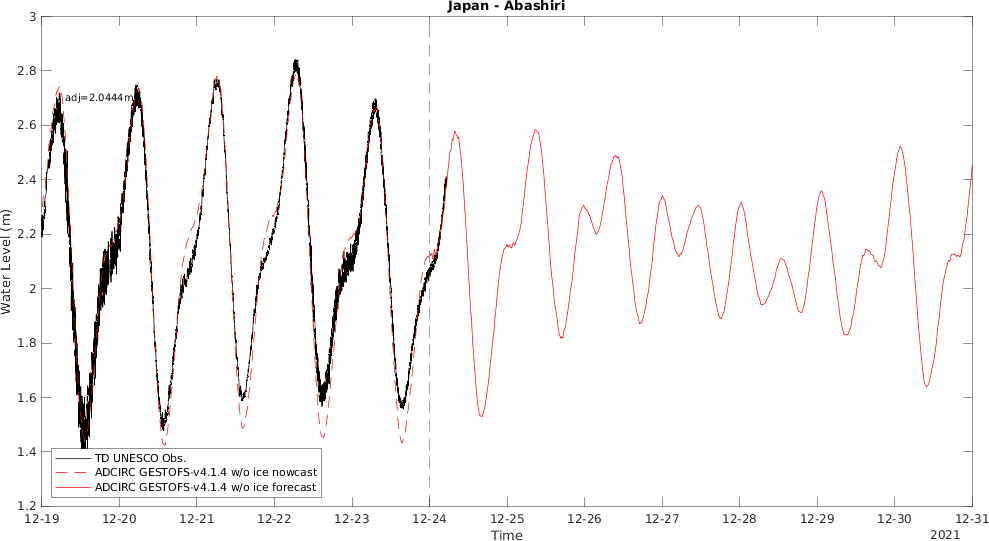 Japan - Abashiri
3
2.8
2.6
2.4
2.2
2
1.8
1.6
1.4
1.2
Water Level (m)
adj=2.0444m
TD UNESCO Obs.
ADCIRC GESTOFS-v4.1.4 w/o ice nowcast
ADCIRC GESTOFS-v4.1.4 w/o ice forecast
12-19 12-20 12-21 12-22 12-23 12-24 12-25 12-26 12-27 12-28 12-29 12-30 12-31
Time
2021